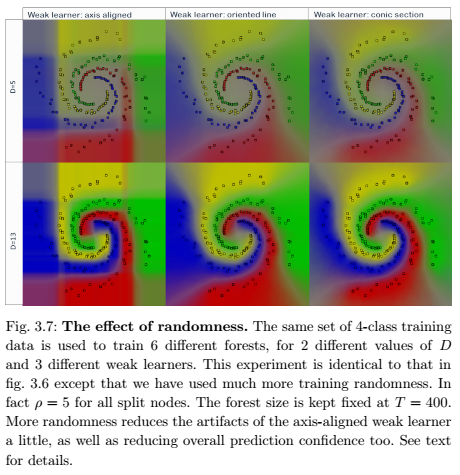 Weak learner: axis aligned
Weak learner: oriented line
Weak learner: conic section
D=5
D=13
Fig. 3.7: The effect of randomness. The same set of 4-class training
data is used to train 6 different forests, for 2 different values of D
and 3 different weak learners. This experiment is identical to that in
fig. 3.6 except that we have used much more training randomness. In
fact ρ = 5 for all split nodes. The forest size is kept fixed at T = 400.
More randomness reduces the artifacts of the axis-aligned weak learner
a little, as well as reducing overall prediction confidence too. See text
for details.